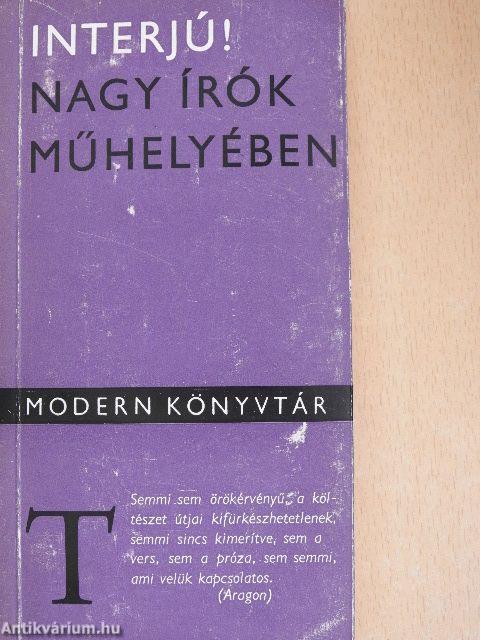 INTERJÚ!
NAGY ÍRÓK
MŰHELYÉBEN
MODERN KÖNYVTÁR
T
Semmi sem örökérvényű, a köl-
tészet útjai kifürkészhetetlenek,
semmi sincs kimerítve, sem a
vers, sem a próza, sem semmi,
ami velük kapcsolatos.
(Aragon)
Antikvárium.hu